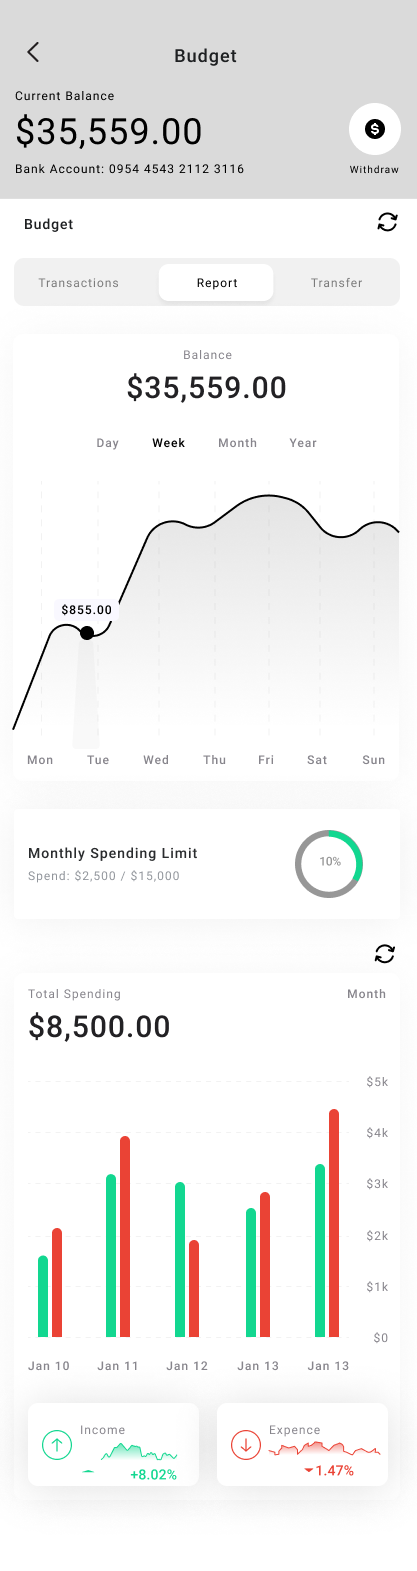 Budget
Current Balance
$35,559.00
Bank Account: 0954 4543 2112 3116
Withdraw
Budget
Transactions Report Transfer
Balance
$35,559.00
Day Week Month Year
$855.00
Mon Tue Wed Thu Fri Sat Sun
Monthly Spending Limit
Spend: $2,500 / $15,000
10%
Total Spending Month
$8,500.00
$5k
$4k
$3k
$2k
$1k
$0
Jan 10 Jan 11 Jan 12 Jan 13 Jan 13
Income
+8.02%
Expence
1.47%